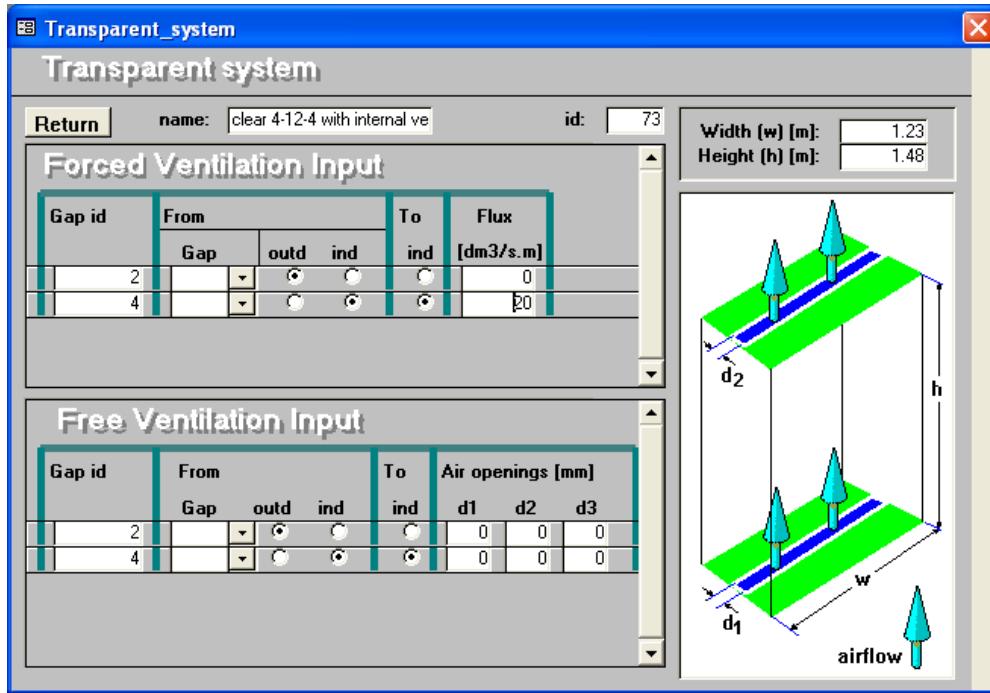 Transparent_system
Transparent system
Return name: clear 4-12-4 with internal ve id: 73
Width (w) [m]: 1.23
Height (h) [m]: 1.48
Forced Ventilation Input
Gap id From To Flux
Gap outd ind ind [dm3/s.m]
2 0
4 20
Free Ventilation Input
Gap id From To Air openings [mm]
Gap outd ind ind d1 d2 d3
2 0 0 0
4 0 0 0
d2
h
w
d1
airflow